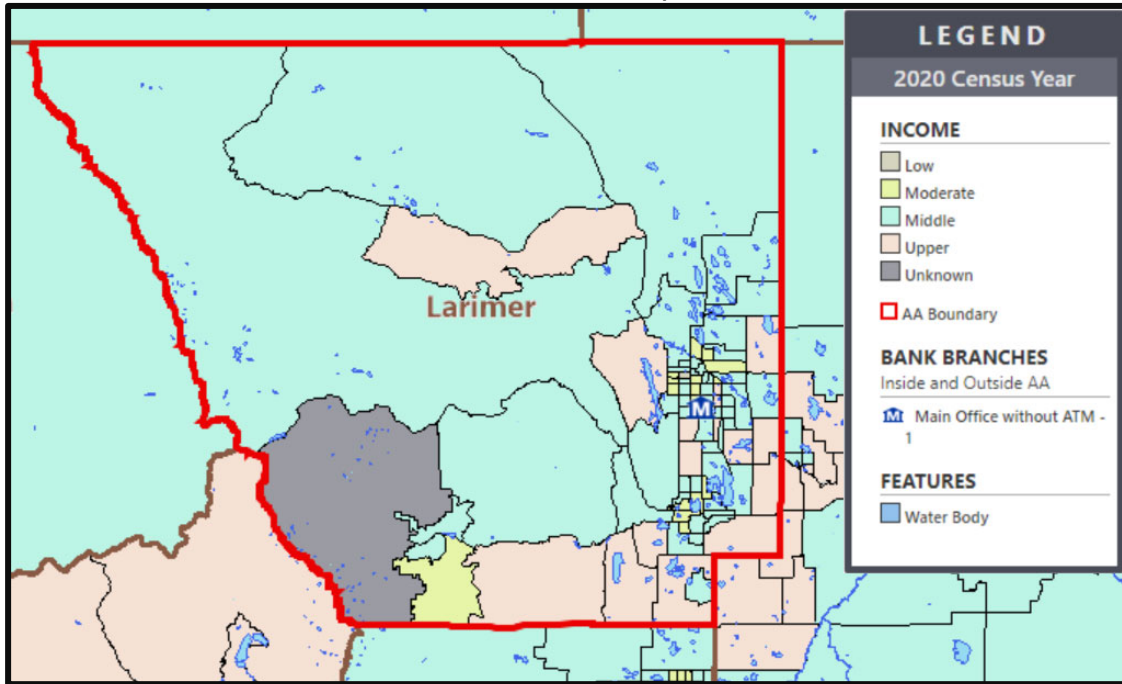 Larimer
M
LEGEND
2020 Census Year
INCOME
Low
Moderate
Middle
Upper
Unknown
AA Boundary
BANK BRANCHES
Inside and Outside AA
Main Office without ATM -
1
FEATURES
Water Body